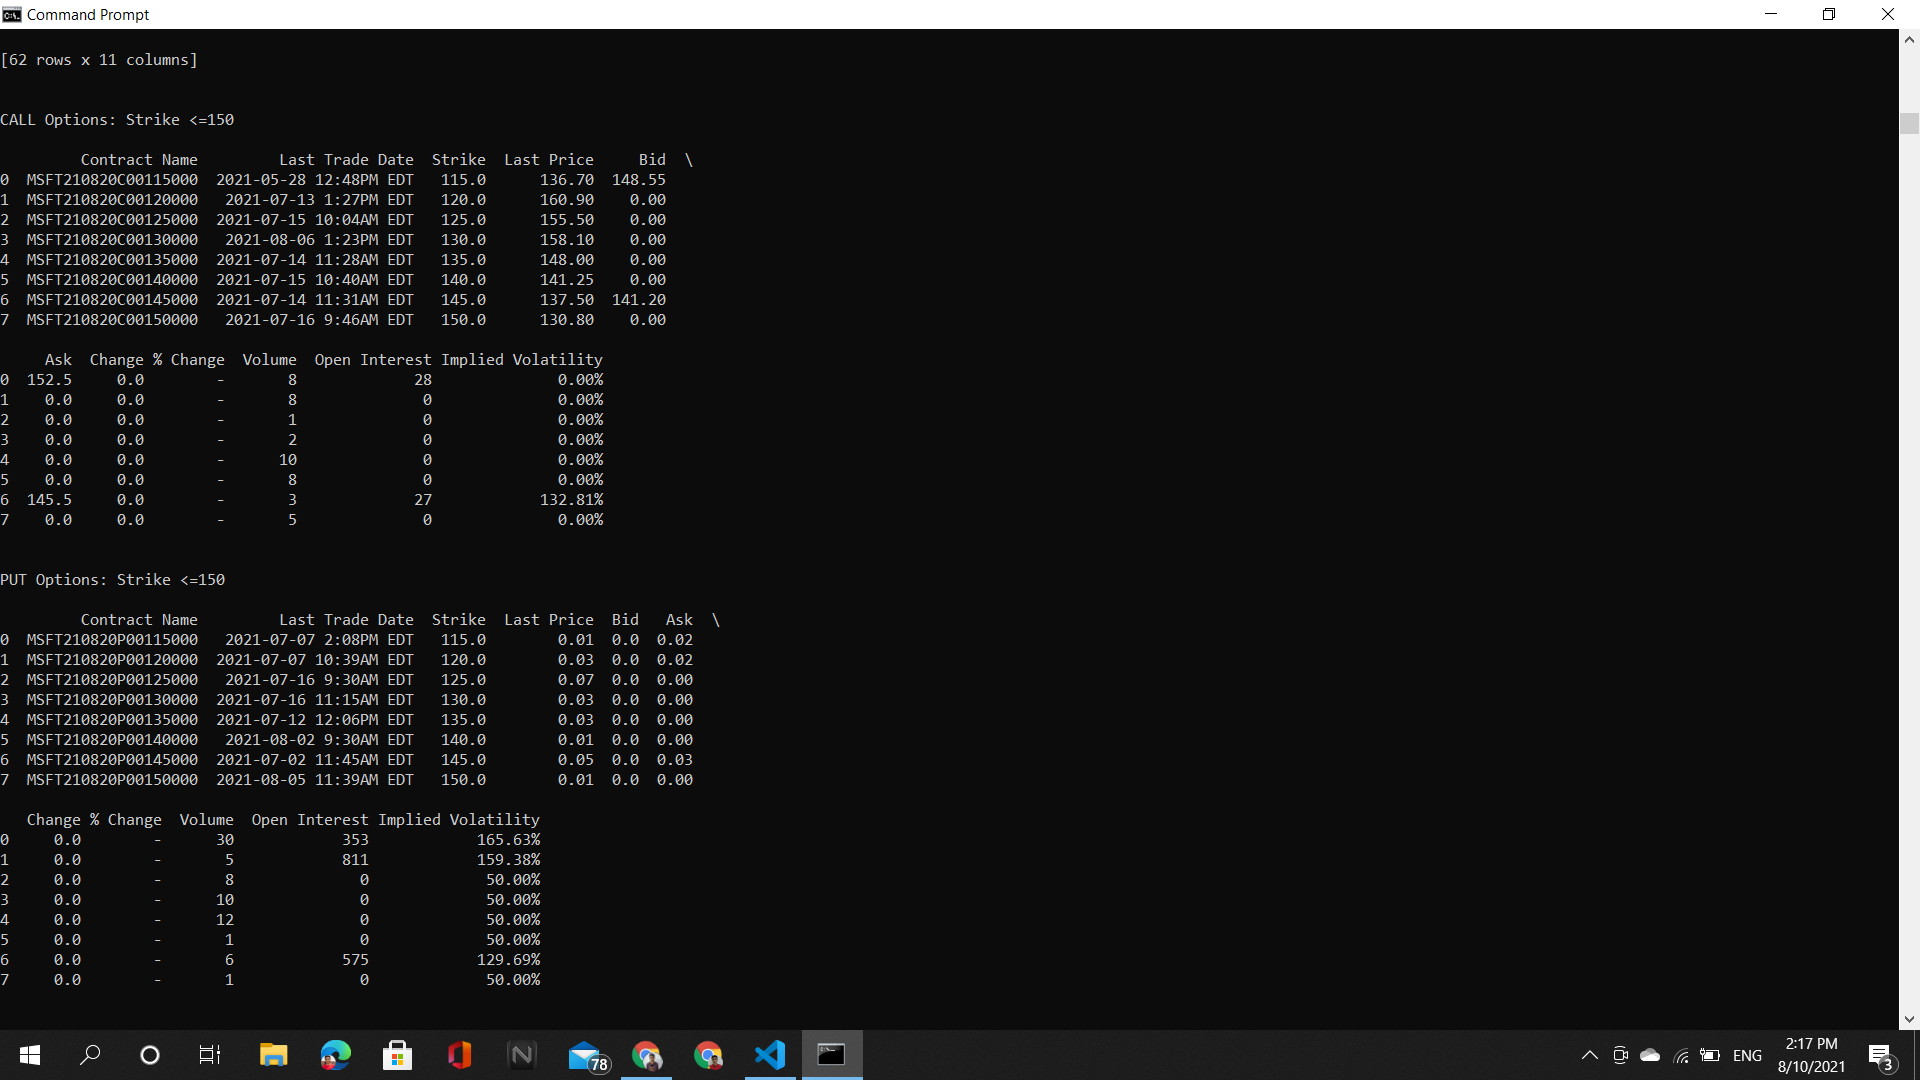 Command Prompt
[62 rows x 11 columns]
CALL Options: Strike <=150
Contract Name Last Trade Date Strike Last Price Bid \
0 MSFT210820C00115000 2021-05-28 12:48PM EDT 115.0 136.70 148.55
1 MSFT210820C00120000 2021-07-13 1:27PM EDT 120.0 160.90 0.00
2 MSFT210820C00125000 2021-07-15 10:04AM EDT 125.0 155.50 0.00
3 MSFT210820C00130000 2021-08-06 1:23PM EDT 130.0 158.10 0.00
4 MSFT210820C00135000 2021-07-14 11:28AM EDT 135.0 148.00 0.00
5 MSFT210820C00140000 2021-07-15 10:40AM EDT 140.0 141.25 0.00
6 MSFT210820C00145000 2021-07-14 11:31AM EDT 145.0 137.50 141.20
7 MSFT210820C00150000 2021-07-16 9:46AM EDT 150.0 130.80 0.00
Ask Change % Change Volume Open Interest Implied Volatility
0 152.5 0.0 - 8 28 0.00%
1 0.0 0.0 - 8 0 0.00%
2 0.0 0.0 - 1 0 0.00%
3 0.0 0.0 - 2 0 0.00%
4 0.0 0.0 - 10 0 0.00%
5 0.0 0.0 - 8 0 0.00%
6 145.5 0.0 - 3 27 132.81%
7 0.0 0.0 - 5 0 0.00%
PUT Options: Strike <=150
Contract Name Last Trade Date Strike Last Price Bid Ask \
0 MSFT210820P00115000 2021-07-07 2:08PM EDT 115.0 0.01 0.0 0.02
1 MSFT210820P00120000 2021-07-07 10:39AM EDT 120.0 0.03 0.0 0.02
2 MSFT210820P00125000 2021-07-16 9:30AM EDT 125.0 0.07 0.0 0.00
3 MSFT210820P00130000 2021-07-16 11:15AM EDT 130.0 0.03 0.0 0.00
4 MSFT210820P00135000 2021-07-12 12:06PM EDT 135.0 0.03 0.0 0.00
5 MSFT210820P00140000 2021-08-02 9:30AM EDT 140.0 0.01 0.0 0.00
6 MSFT210820P00145000 2021-07-02 11:45AM EDT 145.0 0.05 0.0 0.03
7 MSFT210820P00150000 2021-08-05 11:39AM EDT 150.0 0.01 0.0 0.00
Change % Change Volume Open Interest Implied Volatility
0 0.0 - 30 353 165.63%
1 0.0 - 5 811 159.38%
2 0.0 - 8 0 50.00%
3 0.0 - 10 0 50.00%
4 0.0 - 12 0 50.00%
5 0.0 - 1 0 50.00%
6 0.0 - 6 575 129.69%
7 0.0 - 1 0 50.00%
78
ENG
2:17 PM
8/10/2021
3